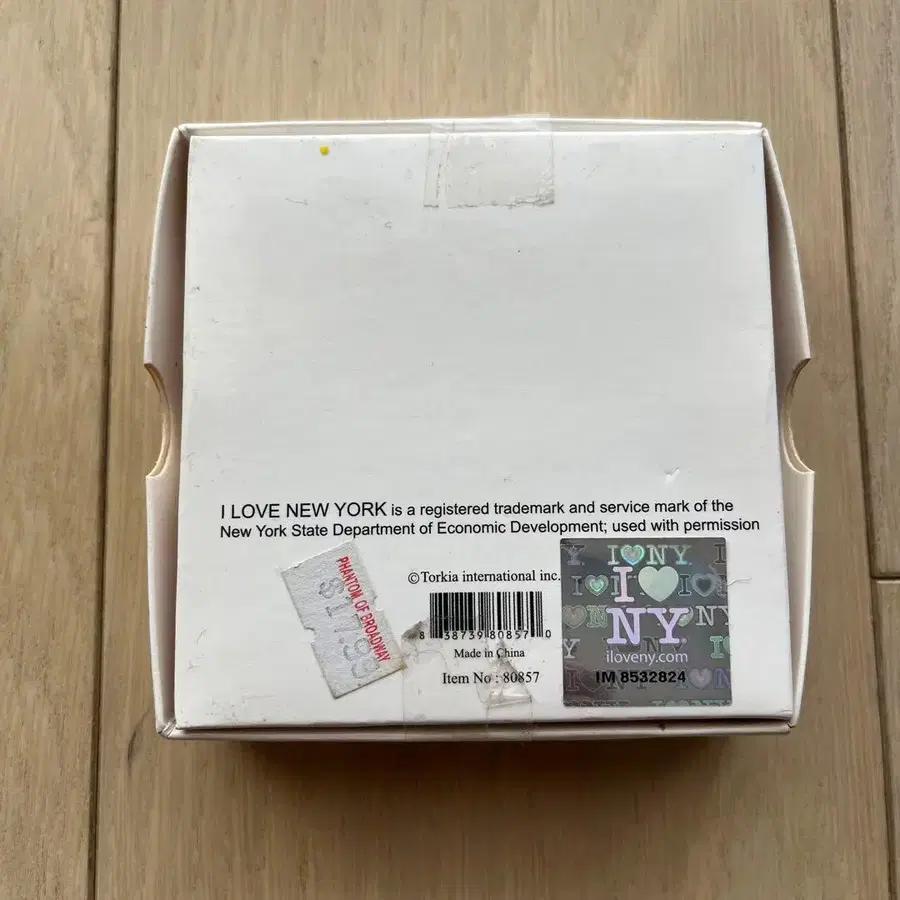 I LOVE NEW YORK is a registered trademark and service mark of the
New York State Department of Economic Development; used with permission
PHANTOM OF BROADWAY
$17.99
©Torkia international inc.
8 38739 80857 0
Made in China
Item No : 80857
I ♥ NY
I ♥ NY
iloveny.com
IM 8532824